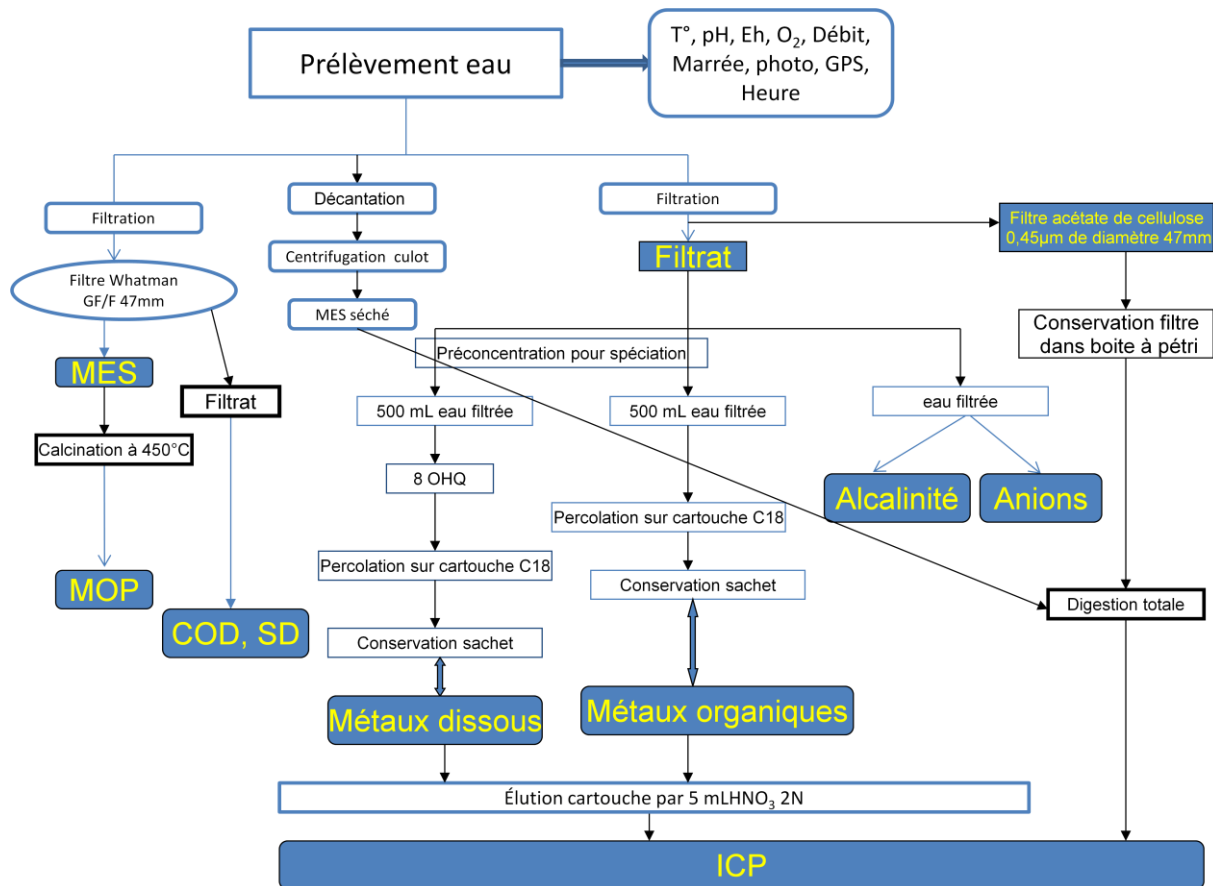 Prélèvement eau
T°, pH, Eh, O₂, Débit,
Marrée, photo, GPS,
Heure
Filtration
Décantation
Filtration
Filtre acétate de cellulose
0,45µm de diamètre 47mm
Centrifugation culot
Filtrat
Filtre Whatman
GF/F 47mm
MES séché
Conservation filtre
dans boite à pétri
Préconcentration pour spéciation
MES
Filtrat
500 mL eau filtrée
500 mL eau filtrée
eau filtrée
Calcination à 450°C
8 OHQ
Alcalinité
Anions
Percolation sur cartouche C18
Percolation sur cartouche C18
MOP
Conservation sachet
Digestion totale
COD, SD
Conservation sachet
Métaux dissous
Métaux organiques
Élution cartouche par 5 mLHNO₃ 2N
ICP